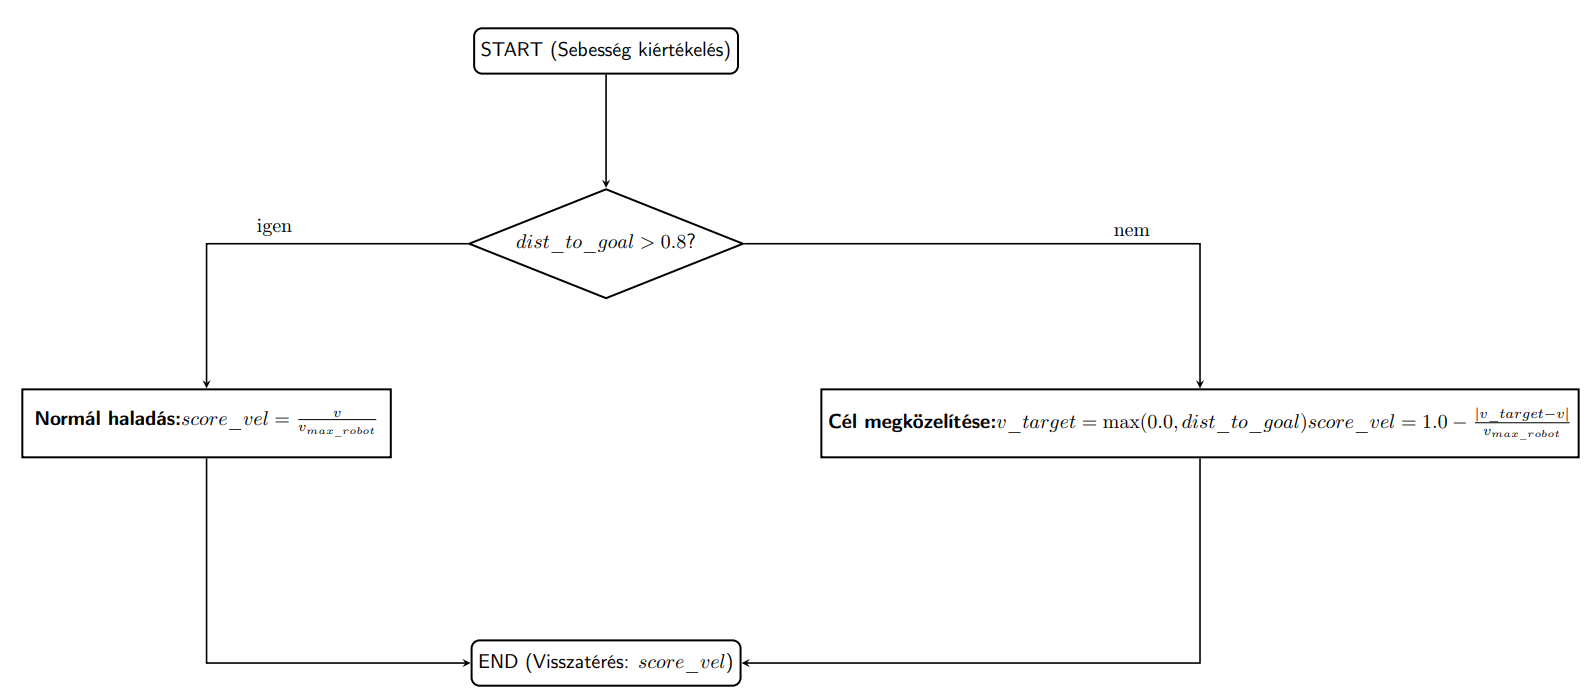 START (Sebesség kiértékelés)
dist_to_goal > 0.8?
igen
nem
Normál haladás:score_vel = v / v_max_robot
Cél megközelítése:v_target = max(0.0, dist_to_goal)score_vel = 1.0 − |v_target−v| / v_max_robot
END (Visszatérés: score_vel)